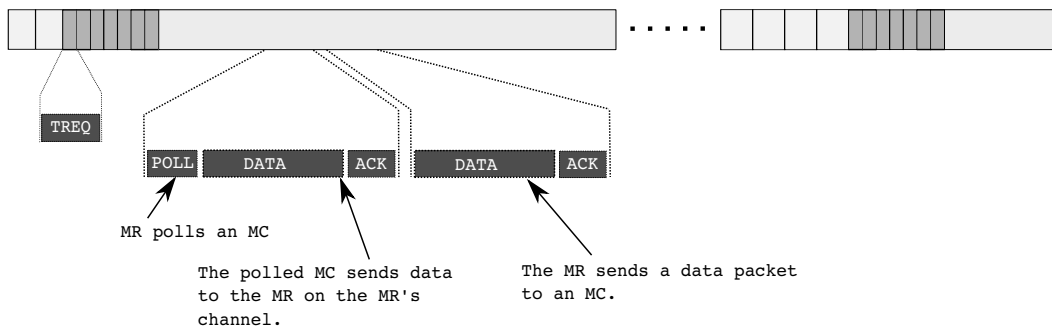 TREQ
POLL DATA ACK DATA ACK
MR polls an MC
The polled MC sends data
to the MR on the MR's
channel.
The MR sends a data packet
to an MC.